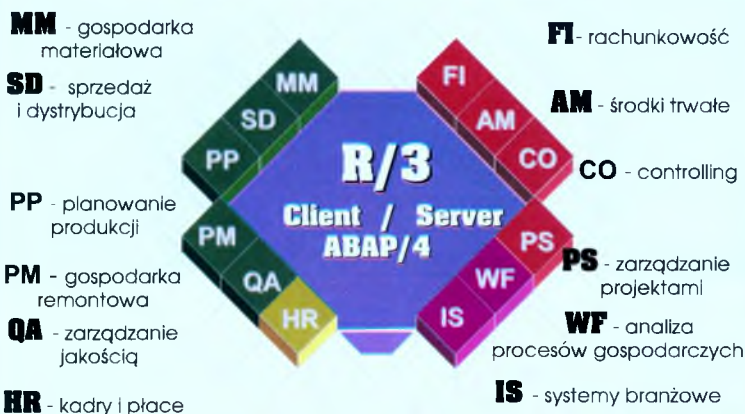 MM - gospodarka
materiałowa
SD - sprzedaż
i dystrybucja
PP - planowanie
produkcji
PM - gospodarka
remontowa
QA - zarządzanie
jakością
HR - kadry i płace
MM
SD
PP
PM
QA
HR
R/3
Client / Server
ABAP/4
FI
AM
CO
PS
WF
IS
FI - rachunkowość
AM - środki trwałe
CO - controlling
PS - zarządzanie
projektami
WF - analiza
procesów gospodarczych
IS - systemy branżowe